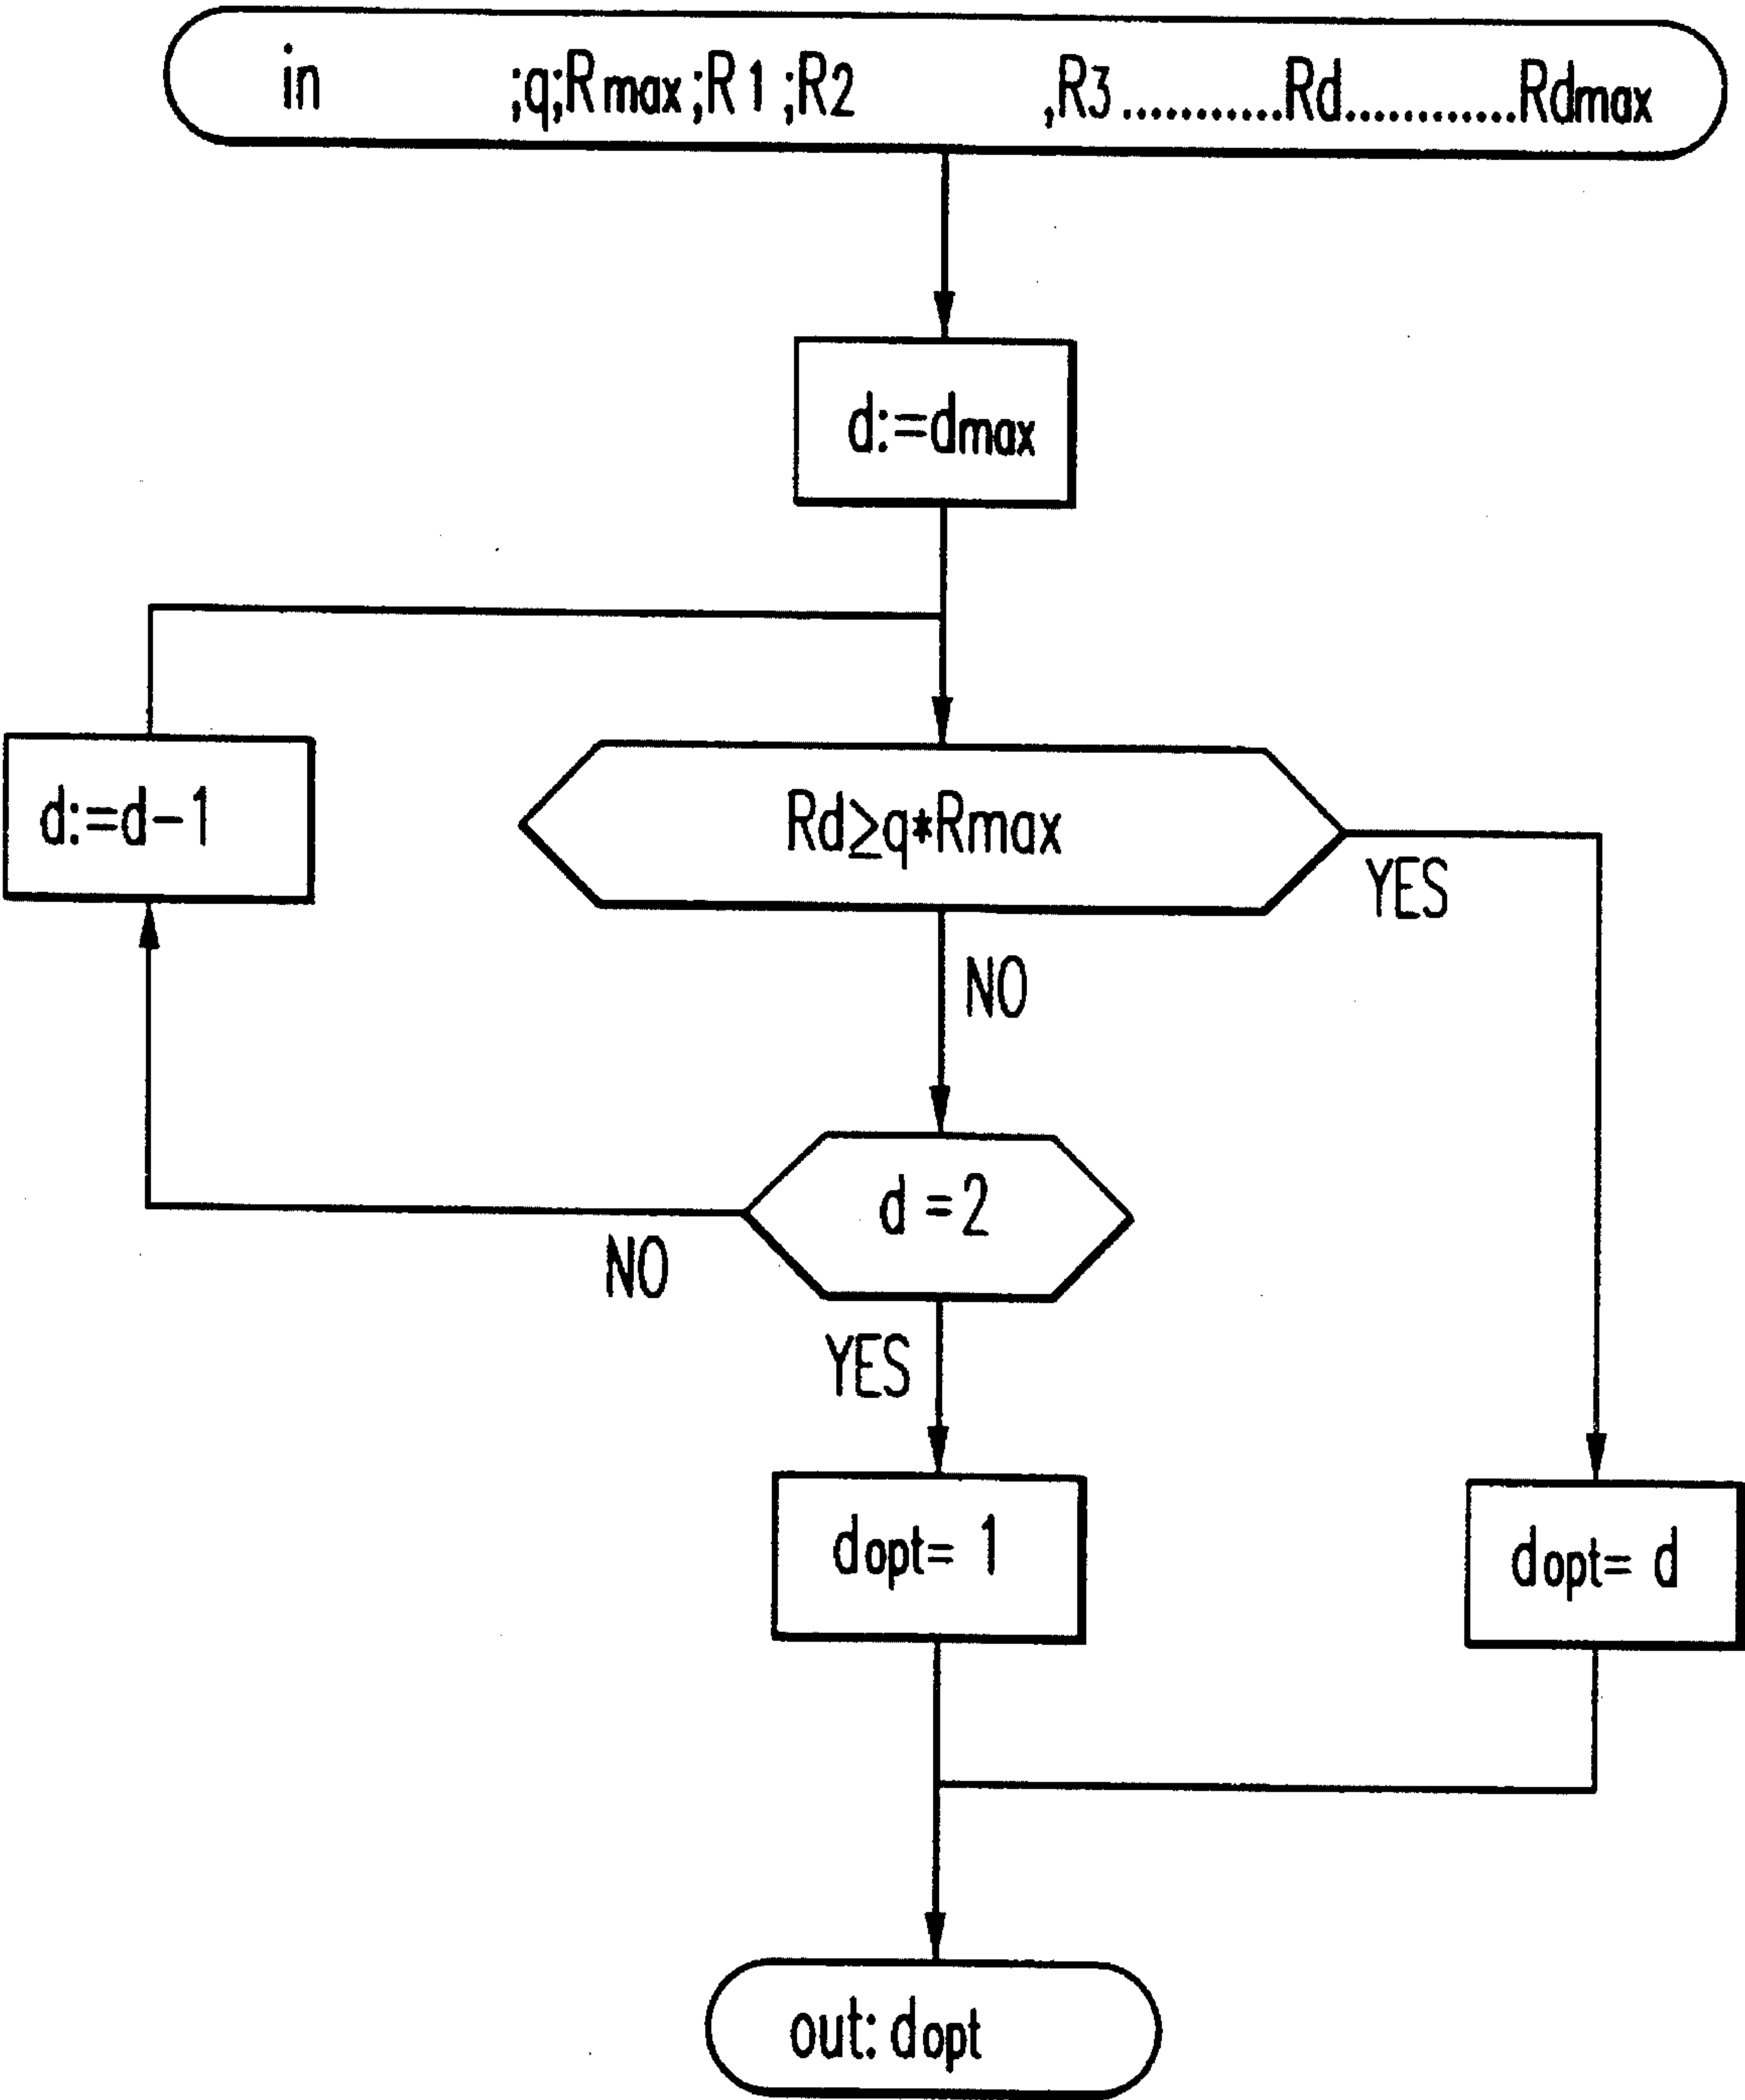 in ;q;Rmax;R1;R2 ,R3...........Rd............Rdmax
d:=dmax
d:=d-1
Rd≥q*Rmax
YES
NO
d=2
NO
YES
dopt= 1
dopt= d
out: dopt